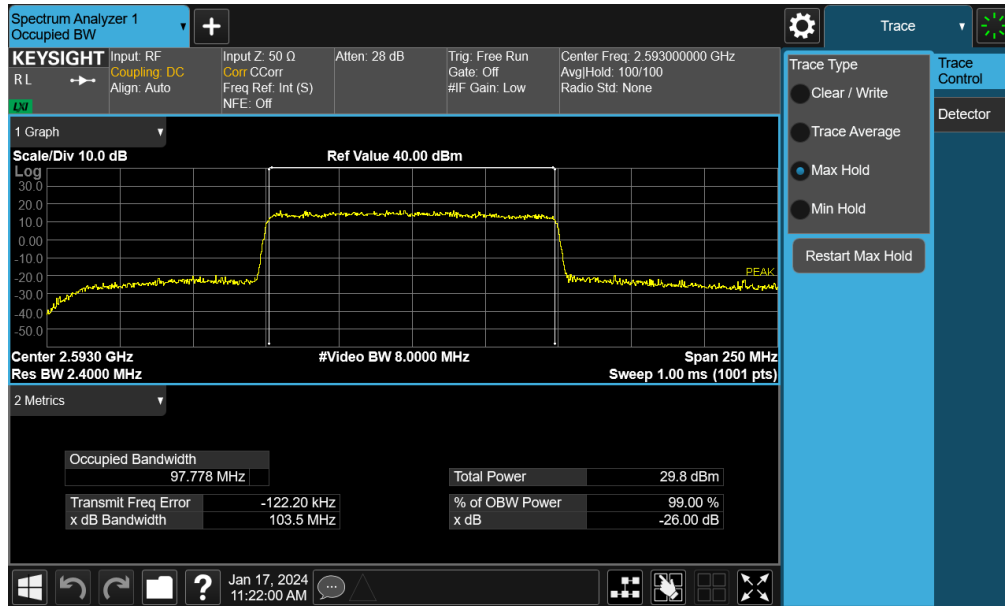 Spectrum Analyzer 1
Occupied BW
Trace
KEYSIGHT
R L
LXI
Input: RF
Coupling: DC
Align: Auto
Input Z: 50 Ω
Corr CCorr
Freq Ref: Int (S)
NFE: Off
Atten: 28 dB
Trig: Free Run
Gate: Off
#IF Gain: Low
Center Freq: 2.593000000 GHz
Avg|Hold: 100/100
Radio Std: None
1 Graph
Scale/Div 10.0 dB
Ref Value 40.00 dBm
Log
30.0
20.0
10.0
0.00
-10.0
-20.0
-30.0
-40.0
-50.0
PEAK
Center 2.5930 GHz
#Video BW 8.0000 MHz
Span 250 MHz
Res BW 2.4000 MHz
Sweep 1.00 ms (1001 pts)
2 Metrics
Occupied Bandwidth
97.778 MHz
Total Power 29.8 dBm
Transmit Freq Error -122.20 kHz
% of OBW Power 99.00 %
x dB Bandwidth 103.5 MHz
x dB -26.00 dB
Trace Type
Clear / Write
Trace Average
Max Hold
Min Hold
Restart Max Hold
Trace
Control
Detector
?
Jan 17, 2024
11:22:00 AM